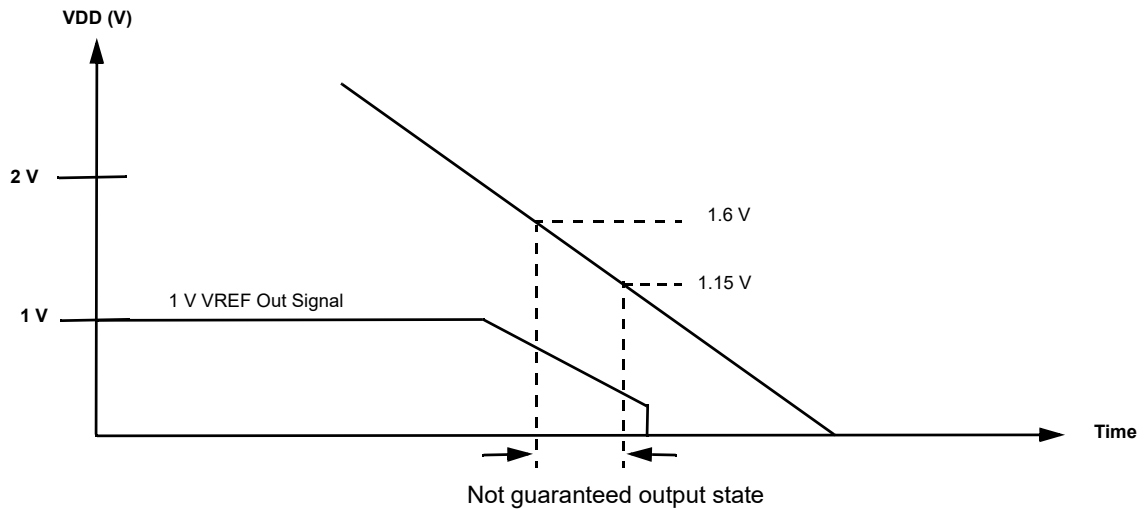 VDD (V)
2 V
1.6 V
1.15 V
1 V VREF Out Signal
1 V
Time
Not guaranteed output state